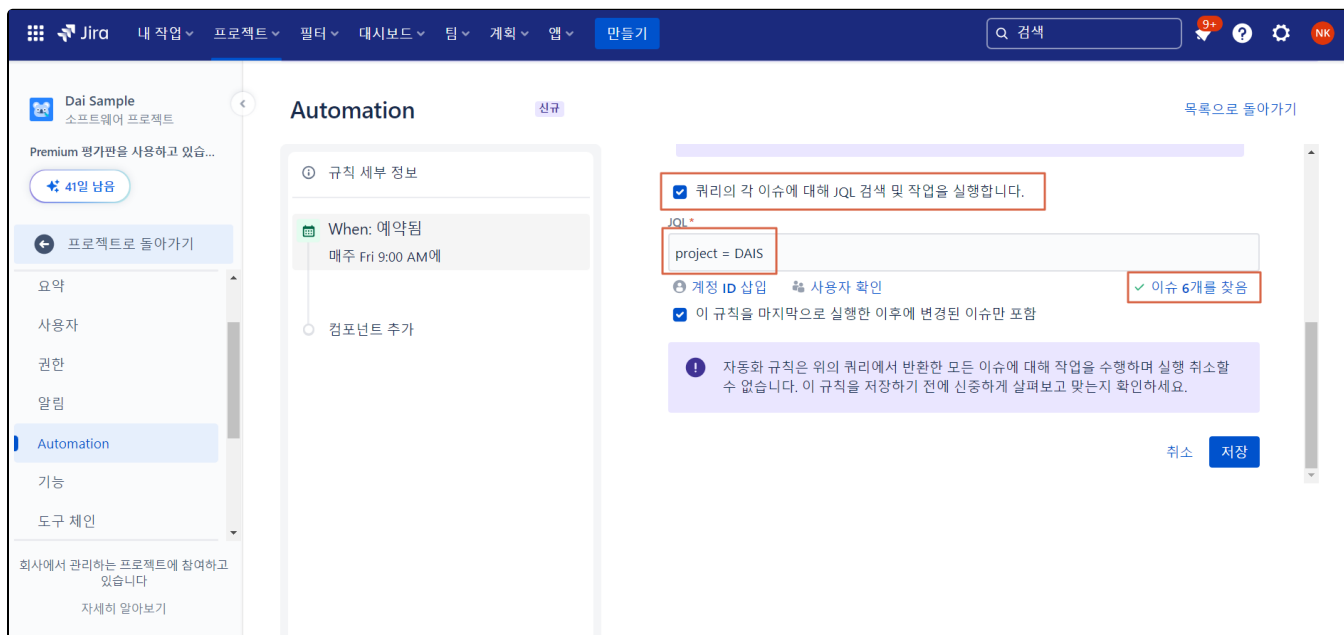 Jira 내 작업 프로젝트 필터 대시보드 팀 계획 앱 만들기 검색 9+ NK
Dai Sample
소프트웨어 프로젝트
Premium 평가판을 사용하고 있습...
41일 남음
프로젝트로 돌아가기
요약
사용자
권한
알림
Automation
기능
도구 체인
회사에서 관리하는 프로젝트에 참여하고
있습니다
자세히 알아보기
Automation 신규 목록으로 돌아가기
규칙 세부 정보
When: 예약됨
매주 Fri 9:00 AM에
컴포넌트 추가
쿼리의 각 이슈에 대해 JQL 검색 및 작업을 실행합니다.
JQL *
project = DAIS
계정 ID 삽입 사용자 확인 이슈 6개를 찾음
이 규칙을 마지막으로 실행한 이후에 변경된 이슈만 포함
자동화 규칙은 위의 쿼리에서 반환한 모든 이슈에 대해 작업을 수행하며 실행 취소할
수 없습니다. 이 규칙을 저장하기 전에 신중하게 살펴보고 맞는지 확인하세요.
취소 저장